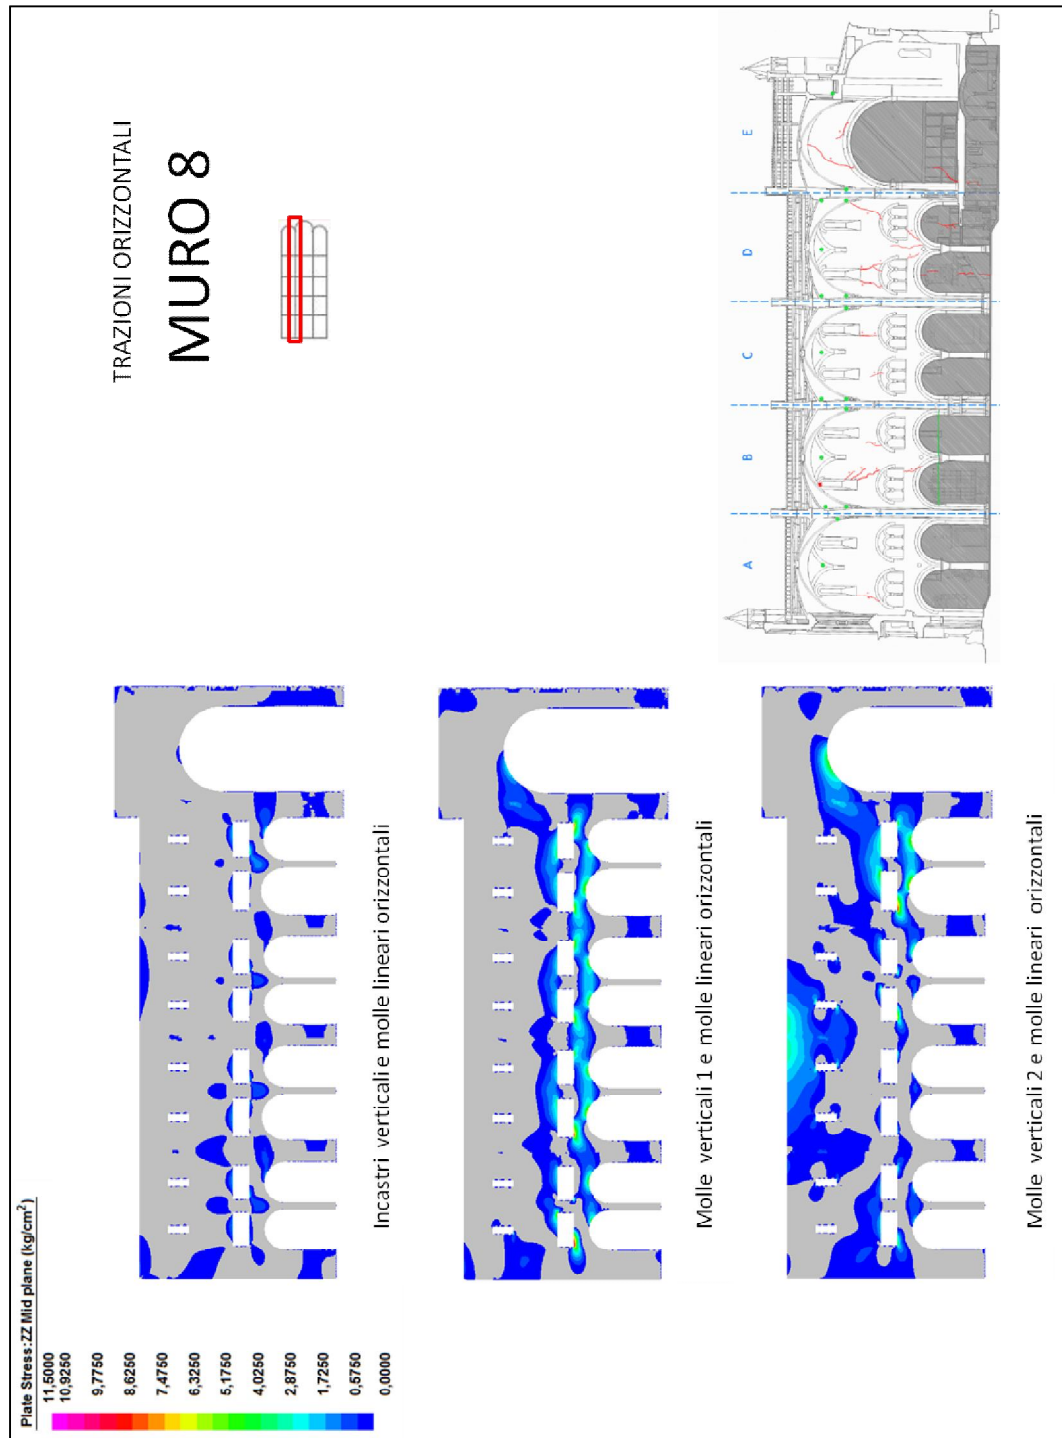 TRAZIONI ORIZZONTALI
MURO 8
Plate Stress:ZZ Mid plane (kg/cm²)
11,5000
10,9250
9,7750
8,6250
7,4750
6,3250
5,1750
4,0250
2,8750
1,7250
0,5750
0,0000
Incastri verticali e molle lineari orizzontali
Molle verticali 1 e molle lineari orizzontali
Molle verticali 2 e molle lineari orizzontali
A
B
C
D
E